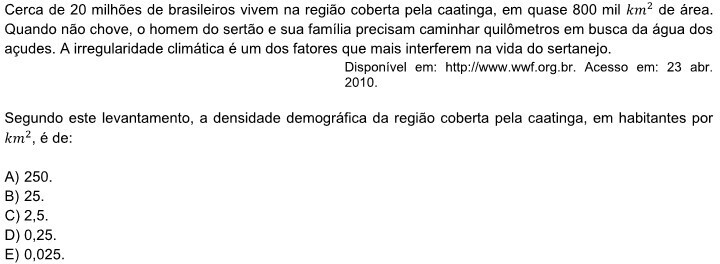 Cerca de 20 milhões de brasileiros vivem na região coberta pela caatinga, em quase 800 mil km² de área.
Quando não chove, o homem do sertão e sua família precisam caminhar quilômetros em busca da água dos
açudes. A irregularidade climática é um dos fatores que mais interferem na vida do sertanejo.
Disponível em: http://www.wwf.org.br. Acesso em: 23 abr.
2010.
Segundo este levantamento, a densidade demográfica da região coberta pela caatinga, em habitantes por
km², é de:
A) 250.
B) 25.
C) 2,5.
D) 0,25.
E) 0,025.